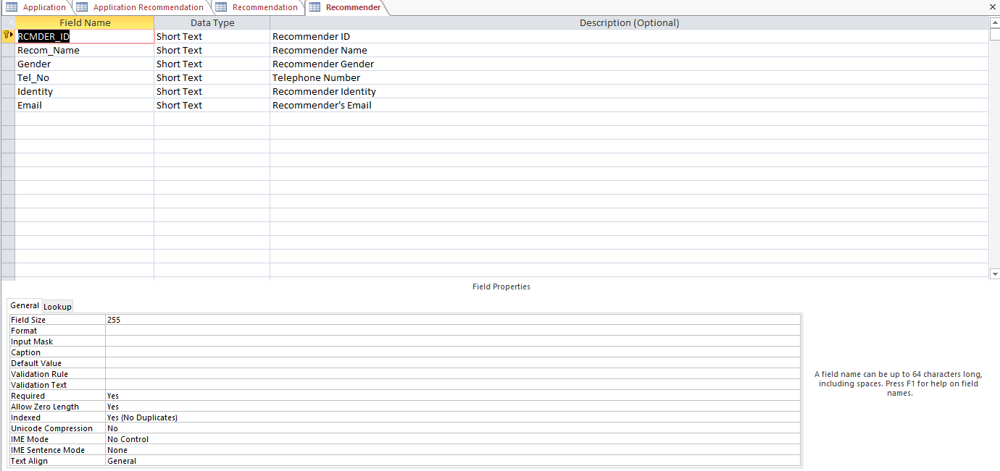 Application Application Recommendation Recommendation Recommender
Field Name Data Type Description (Optional)
RCMDER_ID Short Text Recommender ID
Recom_Name Short Text Recommender Name
Gender Short Text Recommender Gender
Tel_No Short Text Telephone Number
Identity Short Text Recommender Identity
Email Short Text Recommender's Email
Field Properties
General Lookup
Field Size 255
Format
Input Mask
Caption
Default Value
Validation Rule
Validation Text
Required Yes
Allow Zero Length Yes
Indexed Yes (No Duplicates)
Unicode Compression No
IME Mode No Control
IME Sentence Mode None
Text Align General
A field name can be up to 64 characters long,
including spaces. Press F1 for help on field
names.